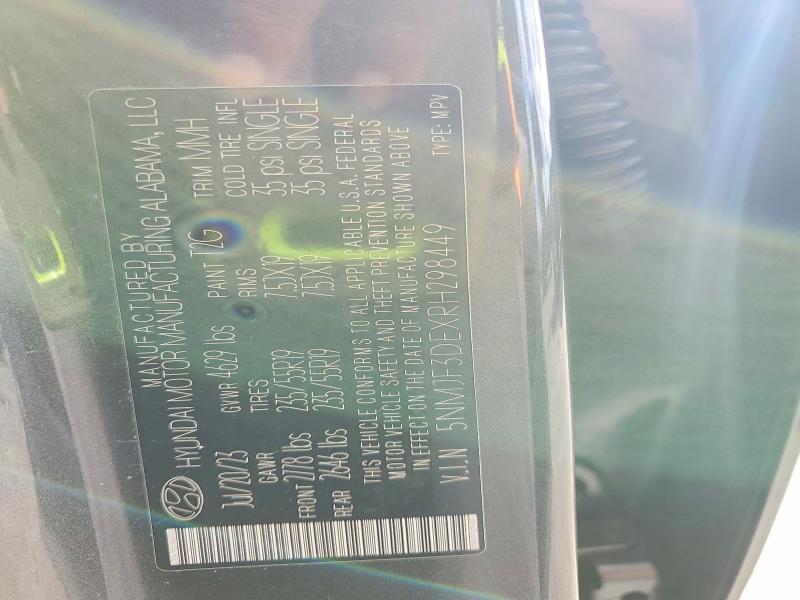 MANUFACTURED BY
HYUNDAI MOTOR MANUFACTURING ALABAMA, LLC
Jul/20/23 GVWR 4629 lbs PAINT T2G TRIM MMH
GAWR TIRES RIMS COLD TIRE INFL
FRONT 2778 lbs 235/55R19 7.5JX19 35 psi SINGLE
REAR 2646 lbs 235/55R19 7.5JX19 35 psi SINGLE
THIS VEHICLE CONFORMS TO ALL APPLICABLE U.S.A. FEDERAL
MOTOR VEHICLE SAFETY AND THEFT PREVENTION STANDARDS
IN EFFECT ON THE DATE OF MANUFACTURE SHOWN ABOVE
V.I.N 5NMJF3DEXRH298449 TYPE: MPV